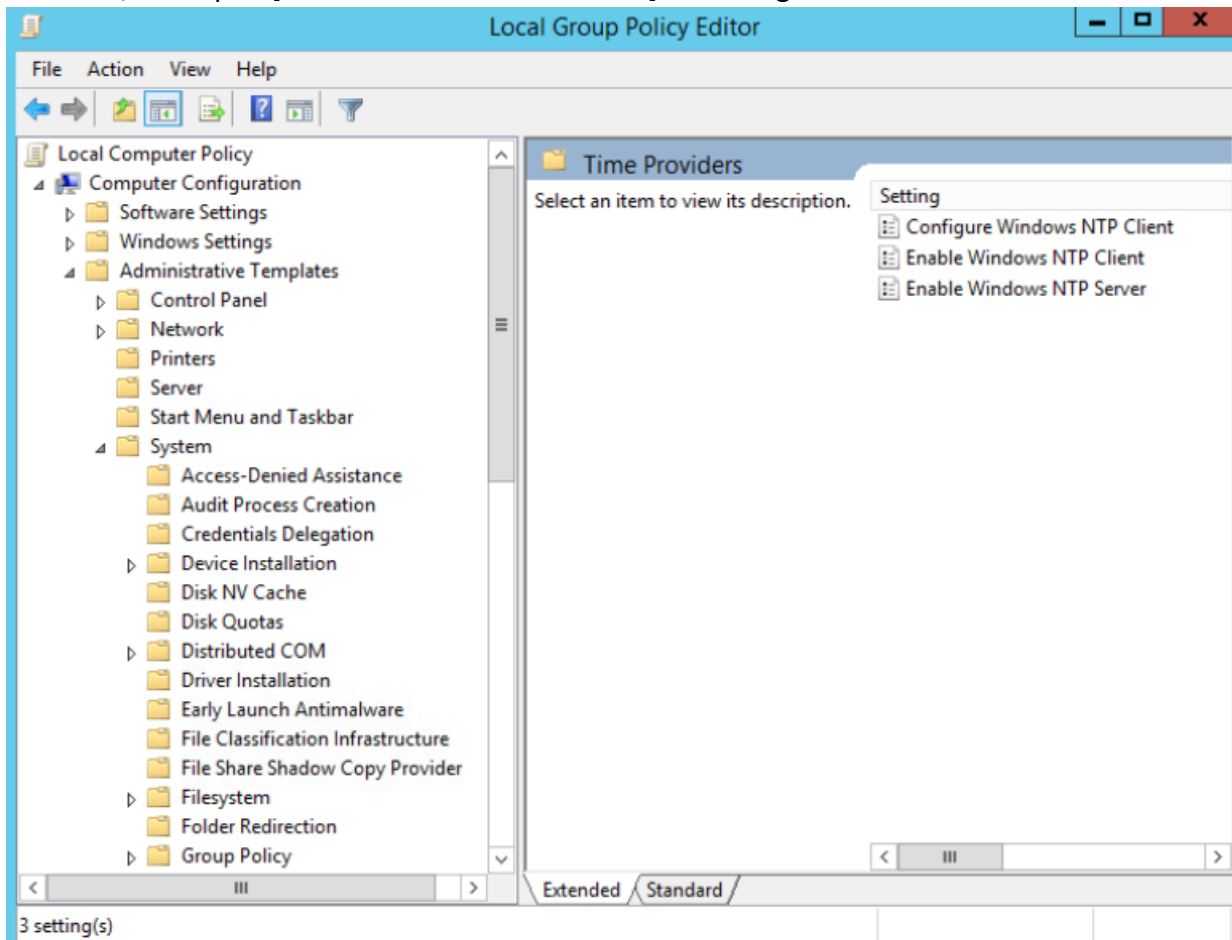 Local Group Policy Editor
File Action View Help
Local Computer Policy
Computer Configuration
Software Settings
Windows Settings
Administrative Templates
Control Panel
Network
Printers
Server
Start Menu and Taskbar
System
Access-Denied Assistance
Audit Process Creation
Credentials Delegation
Device Installation
Disk NV Cache
Disk Quotas
Distributed COM
Driver Installation
Early Launch Antimalware
File Classification Infrastructure
File Share Shadow Copy Provider
Filesystem
Folder Redirection
Group Policy
Time Providers
Select an item to view its description.
Setting
Configure Windows NTP Client
Enable Windows NTP Client
Enable Windows NTP Server
Extended Standard
3 setting(s)